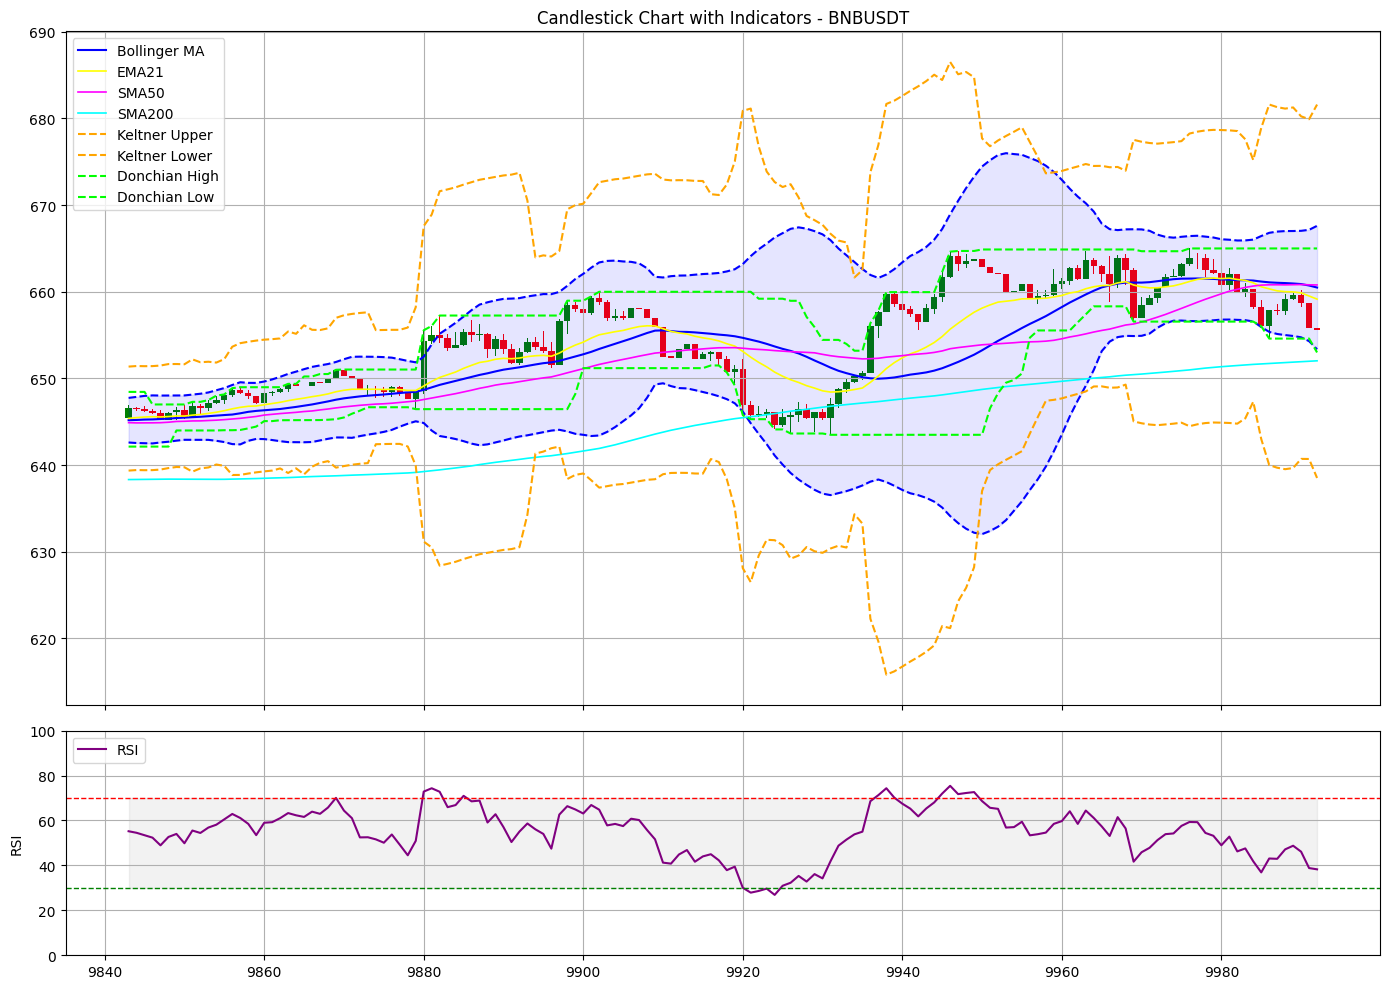 Candlestick Chart with Indicators - BNBUSDT
690
680
670
660
650
640
630
620
Bollinger MA
EMA21
SMA50
SMA200
Keltner Upper
Keltner Lower
Donchian High
Donchian Low
100
80
60
40
20
0
RSI
RSI
9840 9860 9880 9900 9920 9940 9960 9980